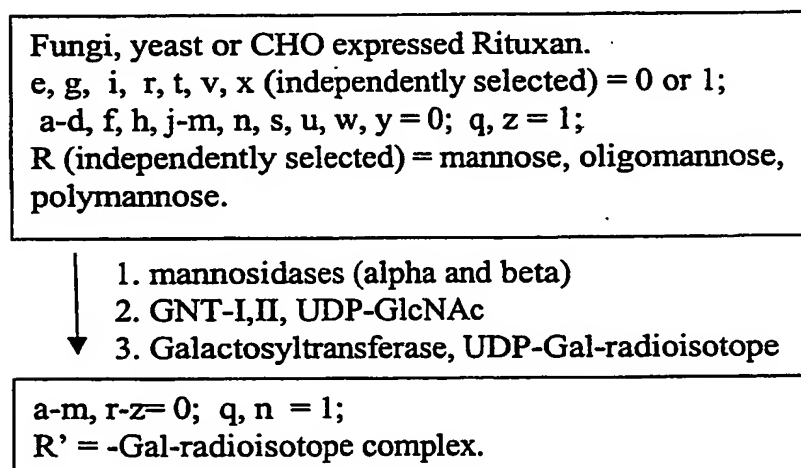 Fungi, yeast or CHO expressed Rituxan.
e, g, i, r, t, v, x (independently selected) = 0 or 1;
a-d, f, h, j-m, n, s, u, w, y = 0; q, z = 1;
R (independently selected) = mannose, oligomannose,
polymannose.
1. mannosidases (alpha and beta)
2. GNT-I,II, UDP-GlcNAc
3. Galactosyltransferase, UDP-Gal-radioisotope
a-m, r-z= 0; q, n = 1;
R' = -Gal-radioisotope complex.